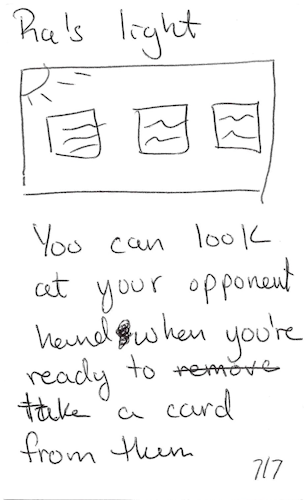 Ra's light
You can look
at your opponent
hand when you're
ready to remove
take a card
from them
7/7